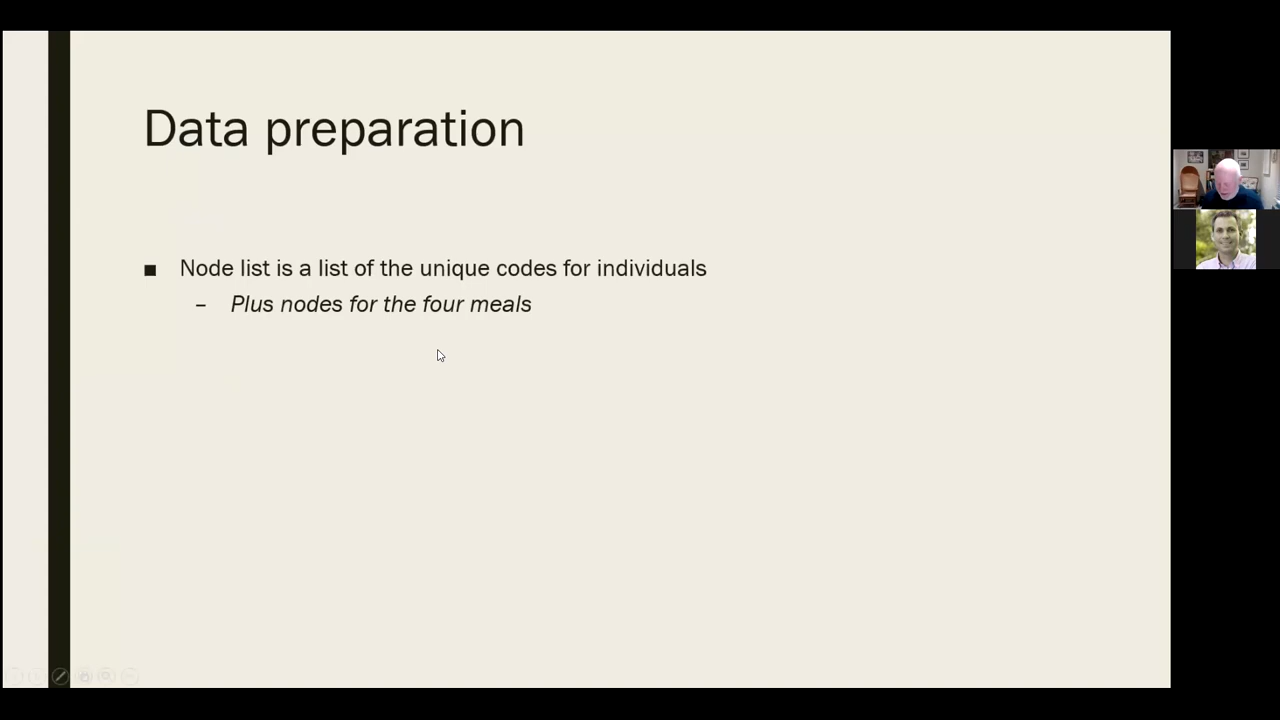 Data preparation
■ Node list is a list of the unique codes for individuals
– Plus nodes for the four meals